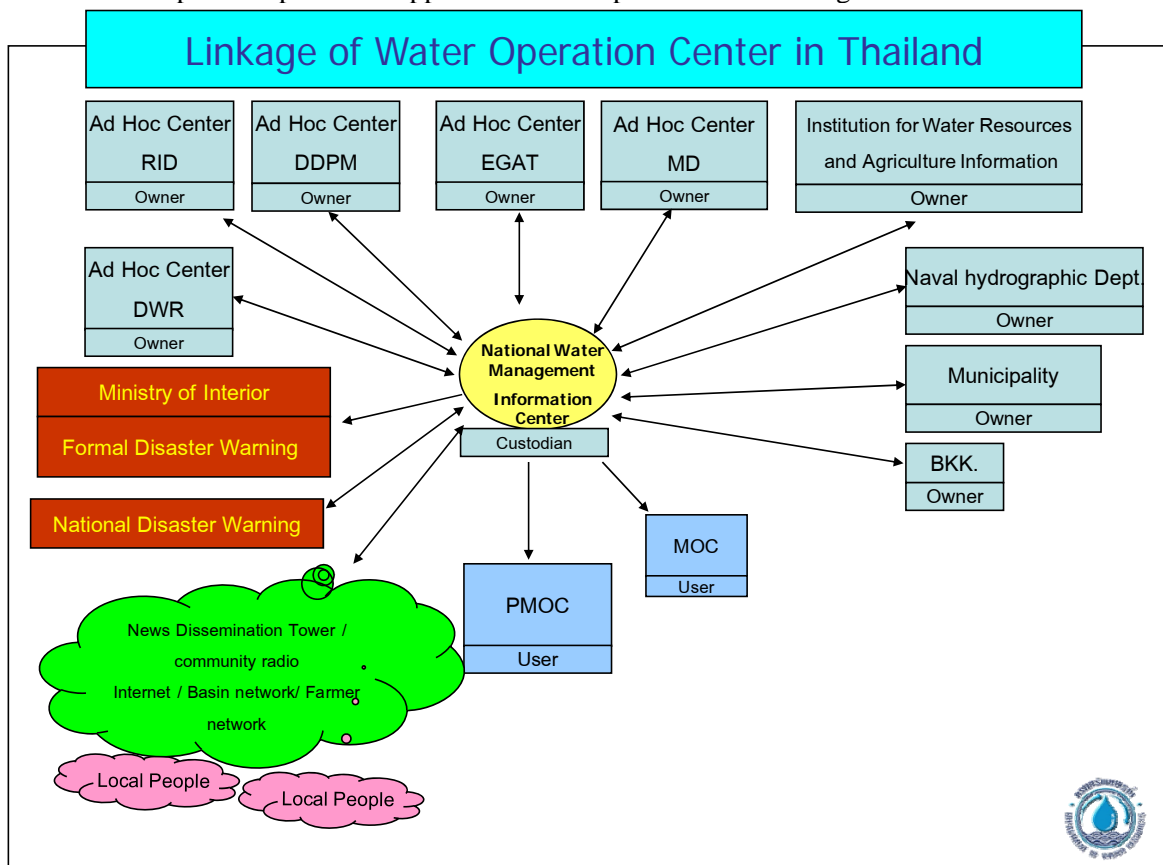 Linkage of Water Operation Center in Thailand
Ad Hoc Center
RID
Owner
Ad Hoc Center
DDPM
Owner
Ad Hoc Center
EGAT
Owner
Ad Hoc Center
MD
Owner
Institution for Water Resources
and Agriculture Information
Owner
Ad Hoc Center
DWR
Owner
Naval hydrographic Dept.
Owner
National Water
Management
Information
Center
Custodian
Municipality
Owner
Ministry of Interior
Formal Disaster Warning
BKK.
Owner
National Disaster Warning
MOC
User
PMOC
User
News Dissemination Tower /
community radio
Internet / Basin network/ Farmer
network
Local People
Local People